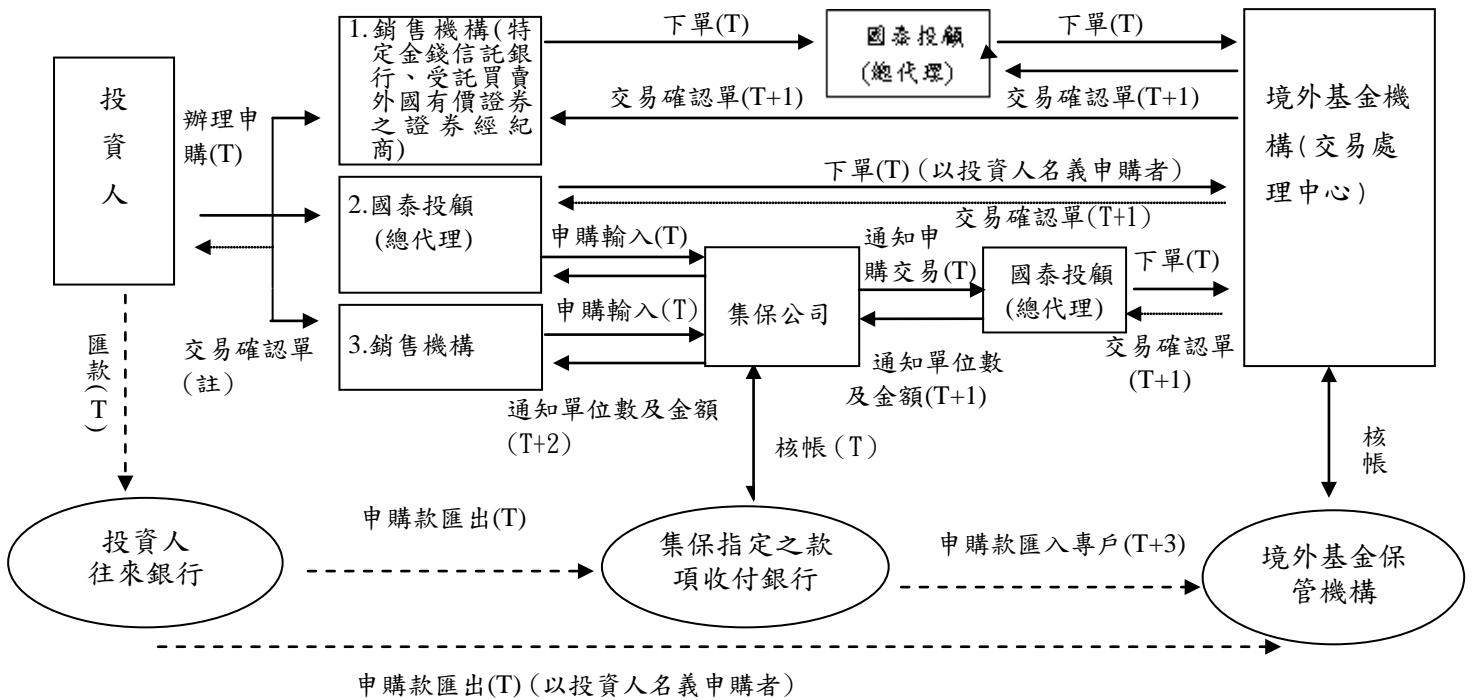 投
資
人
辦理申
購(T)
交易確認單
(註)
匯款(T)
1.銷售機構(特
定金錢信託銀
行、受託買賣
外國有價證券
之證券經紀
商)
下單(T)
國泰投顧
(總代理)
下單(T)
交易確認單(T+1)
交易確認單(T+1)
境外基金機
構(交易處
理中心)
2.國泰投顧
(總代理)
下單(T) (以投資人名義申購者)
交易確認單(T+1)
申購輸入(T)
3.銷售機構
申購輸入(T)
通知單位數及金額
(T+2)
集保公司
通知申
購交易(T)
國泰投顧
(總代理)
下單(T)
交易確認單
(T+1)
通知單位數
及金額(T+1)
核帳(T)
核
帳
投資人
往來銀行
申購款匯出(T)
集保指定之款
項收付銀行
申購款匯入專戶(T+3)
境外基金保
管機構
申購款匯出(T) (以投資人名義申購者)